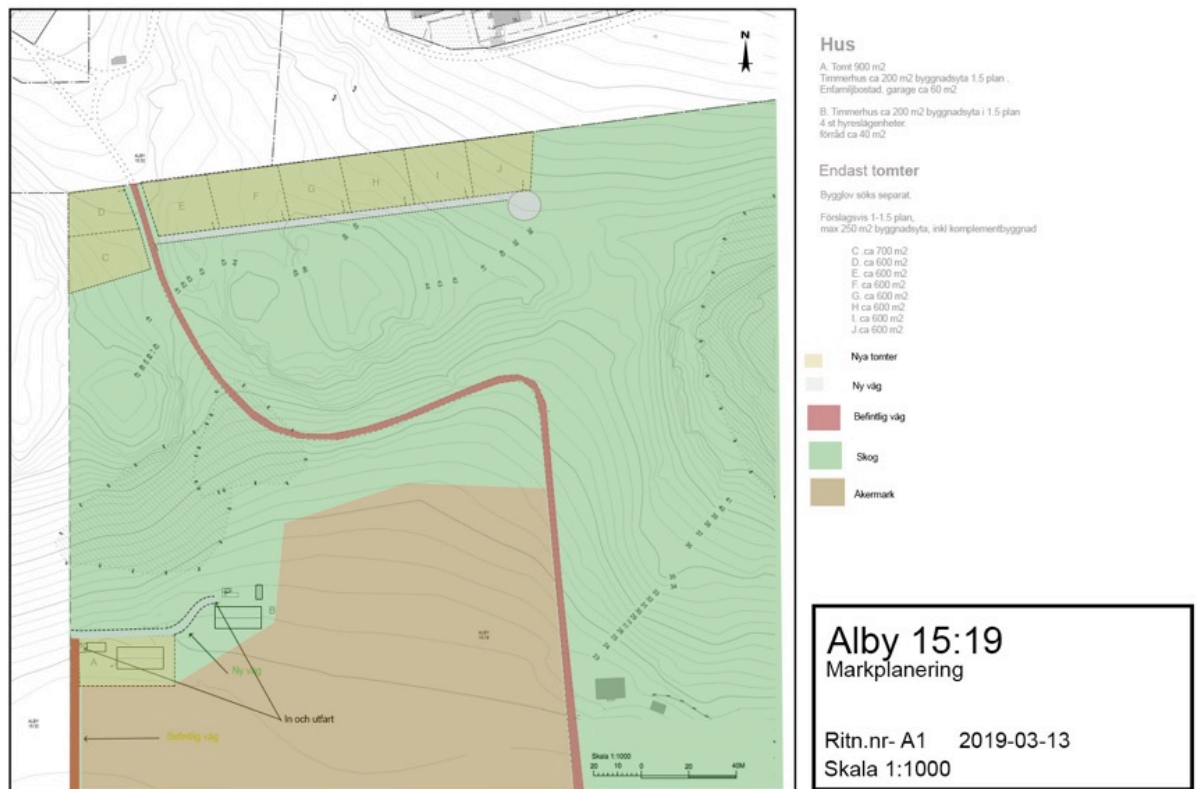 N
ALBY
D
E
F
G
H
I
J
C
B
A
Ny väg
In och utfart
Befintlig väg
Skala 1:1000
20 10 0 20 40M
Hus
A. Tomt 900 m2
Timmerhus ca 200 m2 byggnadsyta 1.5 plan .
Enfamiljbostad, garage ca 60 m2
B. Timmerhus ca 200 m2 byggnadsyta i 1.5 plan
4 st hyreslägenheter.
förråd ca 40 m2
Endast tomter
Bygglov söks separat.
Förslagsvis 1-1.5 plan,
max 250 m2 byggnadsyta, inkl komplementbyggnad
C .ca 700 m2
D. ca 600 m2
E. ca 600 m2
F. ca 600 m2
G. ca 600 m2
H ca 600 m2
I. ca 600 m2
J.ca 600 m2
Nya tomter
Ny väg
Befintlig väg
Skog
Åkermark
Alby 15:19
Markplanering
Ritn.nr- A1 2019-03-13
Skala 1:1000